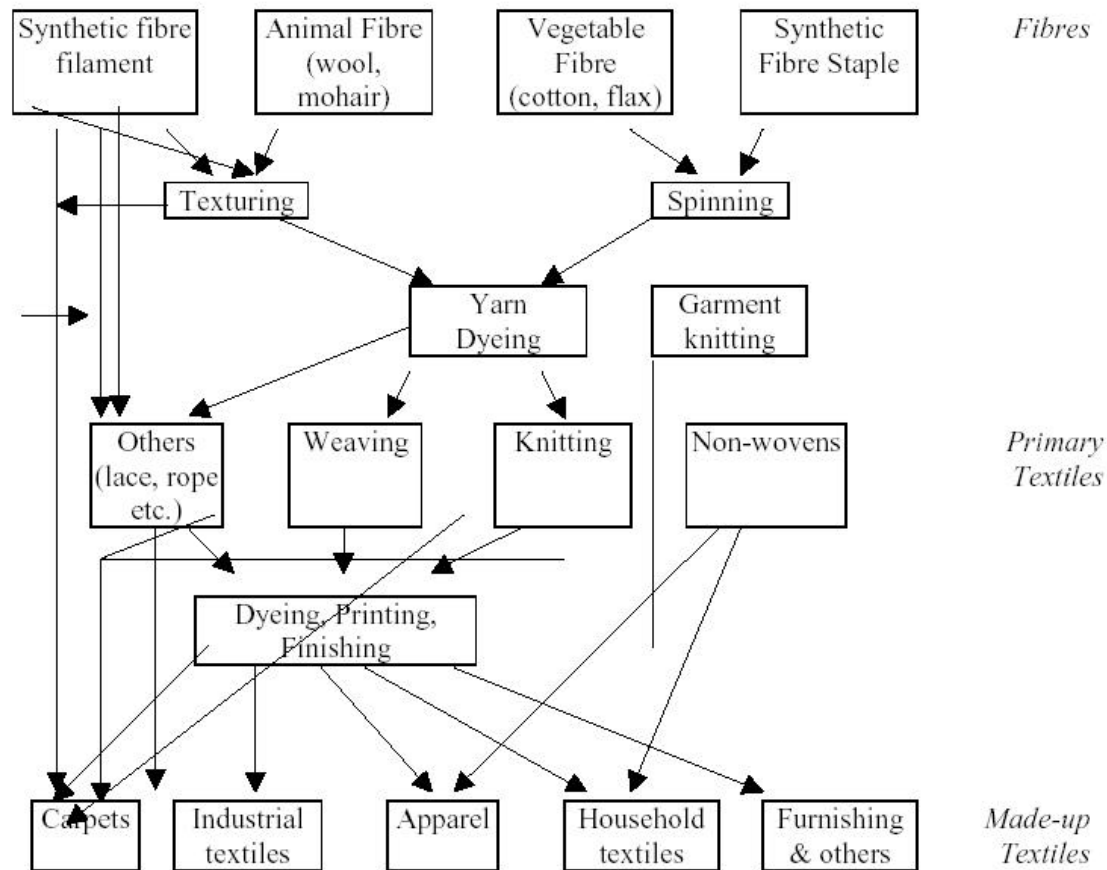 Synthetic fibre
filament
Animal Fibre
(wool,
mohair)
Vegetable
Fibre
(cotton, flax)
Synthetic
Fibre Staple
Fibres
Texturing
Spinning
Yarn
Dyeing
Garment
knitting
Others
(lace, rope
etc.)
Weaving
Knitting
Non-wovens
Primary
Textiles
Dyeing, Printing,
Finishing
Carpets
Industrial
textiles
Apparel
Household
textiles
Furnishing
& others
Made-up
Textiles